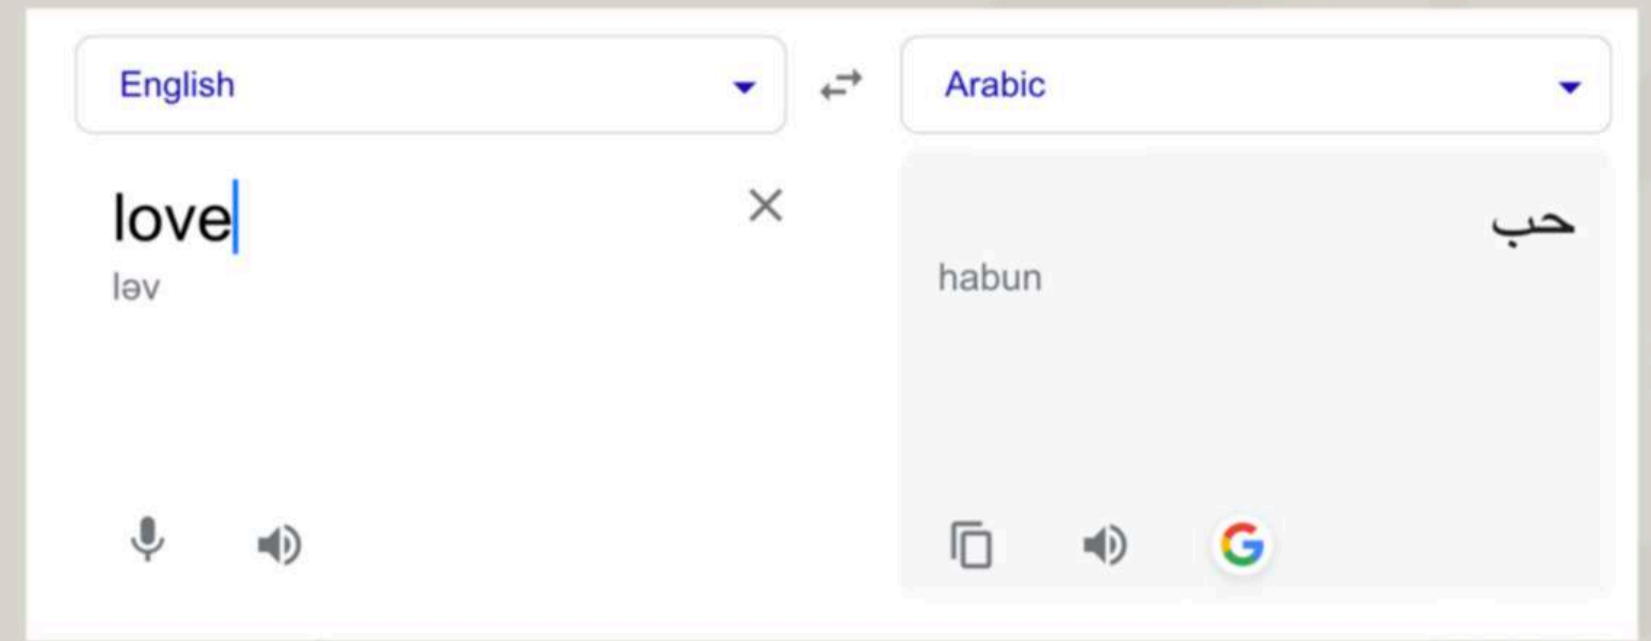 English
Arabic
love
ləv
حب
habun